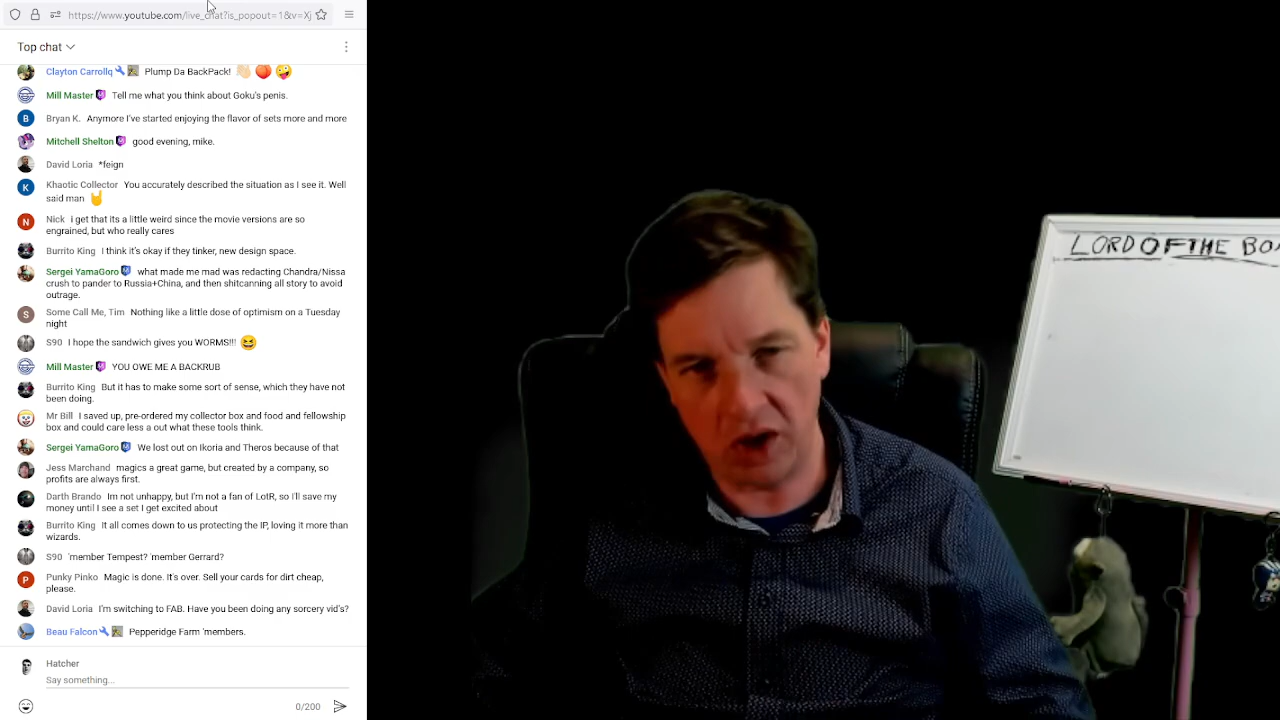 https://www.youtube.com/live_chat?is_popout=1&v=Xj
Top chat
Clayton Carrollq Plump Da BackPack! 👋🏻 🍑 🤪
Mill Master Tell me what you think about Goku's penis.
B
Bryan K. Anymore I've started enjoying the flavor of sets more and more
Mitchell Shelton good evening, mike.
David Loria *feign
K
Khaotic Collector You accurately described the situation as I see it. Well
said man 🤘
N
Nick i get that its a little weird since the movie versions are so
engrained, but who really cares
Burrito King I think it's okay if they tinker, new design space.
Sergei YamaGoro what made me mad was redacting Chandra/Nissa
crush to pander to Russia+China, and then shitcanning all story to avoid
outrage.
S
Some Call Me, Tim Nothing like a little dose of optimism on a Tuesday
night
S90 I hope the sandwich gives you WORMS!!! 😆
Mill Master YOU OWE ME A BACKRUB
Burrito King But it has to make some sort of sense, which they have not
been doing.
Mr Bill I saved up, pre-ordered my collector box and food and fellowship
box and could care less a out what these tools think.
Sergei YamaGoro We lost out on Ikoria and Theros because of that
Jess Marchand magics a great game, but created by a company, so
profits are always first.
Darth Brando Im not unhappy, but I'm not a fan of LotR, so I'll save my
money until I see a set I get excited about
Burrito King It all comes down to us protecting the IP, loving it more than
wizards.
S90 'member Tempest? 'member Gerrard?
P
Punky Pinko Magic is done. It's over. Sell your cards for dirt cheap,
please.
David Loria I'm switching to FAB. Have you been doing any sorcery vid's?
Beau Falcon Pepperidge Farm 'members.
Hatcher
Say something...
0/200
LORD OF THE BO